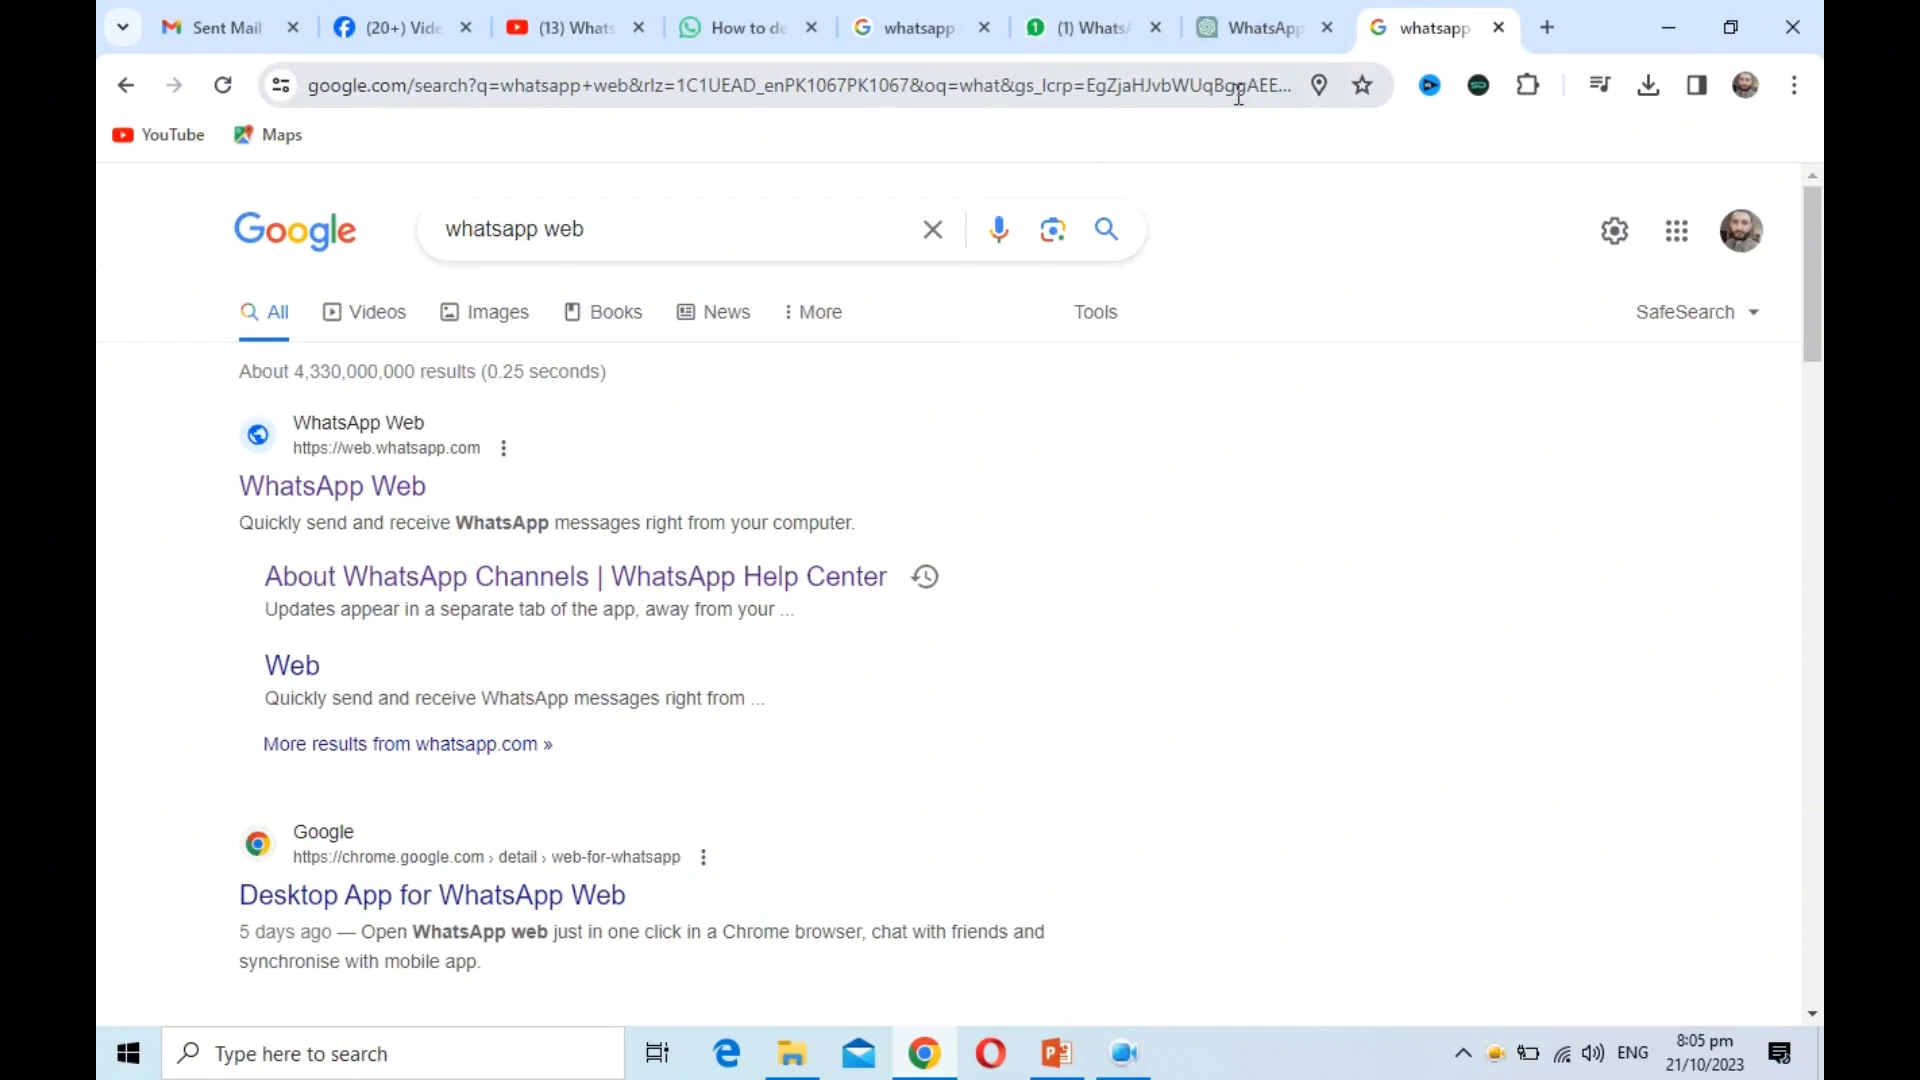 Sent Mail
(20+) Vide
(13) Whats
How to de
whatsapp
(1) Whats
WhatsApp
whatsapp
google.com/search?q=whatsapp+web&rlz=1C1UEAD_enPK1067PK1067&oq=what&gs_lcrp=EgZjaHJvbWUqBggAEE...
YouTube
Maps
Google
whatsapp web
All
Videos
Images
Books
News
More
Tools
SafeSearch
About 4,330,000,000 results (0.25 seconds)
WhatsApp Web
https://web.whatsapp.com
WhatsApp Web
Quickly send and receive WhatsApp messages right from your computer.
About WhatsApp Channels | WhatsApp Help Center
Updates appear in a separate tab of the app, away from your ...
Web
Quickly send and receive WhatsApp messages right from ...
More results from whatsapp.com »
Google
https://chrome.google.com › detail › web-for-whatsapp
Desktop App for WhatsApp Web
5 days ago — Open WhatsApp web just in one click in a Chrome browser, chat with friends and
synchronise with mobile app.
Type here to search
ENG
8:05 pm
21/10/2023